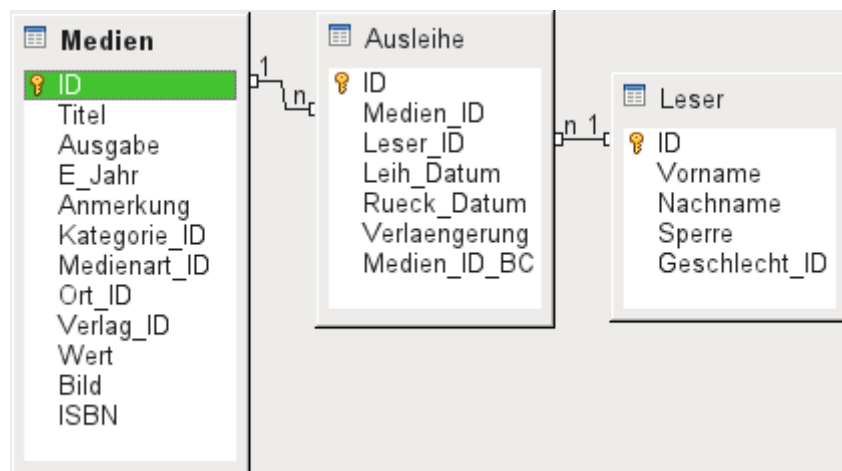 Medien
ID
Titel
Ausgabe
E_Jahr
Anmerkung
Kategorie_ID
Medienart_ID
Ort_ID
Verlag_ID
Wert
Bild
ISBN
1
n
Ausleihe
ID
Medien_ID
Leser_ID
Leih_Datum
Rueck_Datum
Verlaengerung
Medien_ID_BC
n 1
Leser
ID
Vorname
Nachname
Sperre
Geschlecht_ID